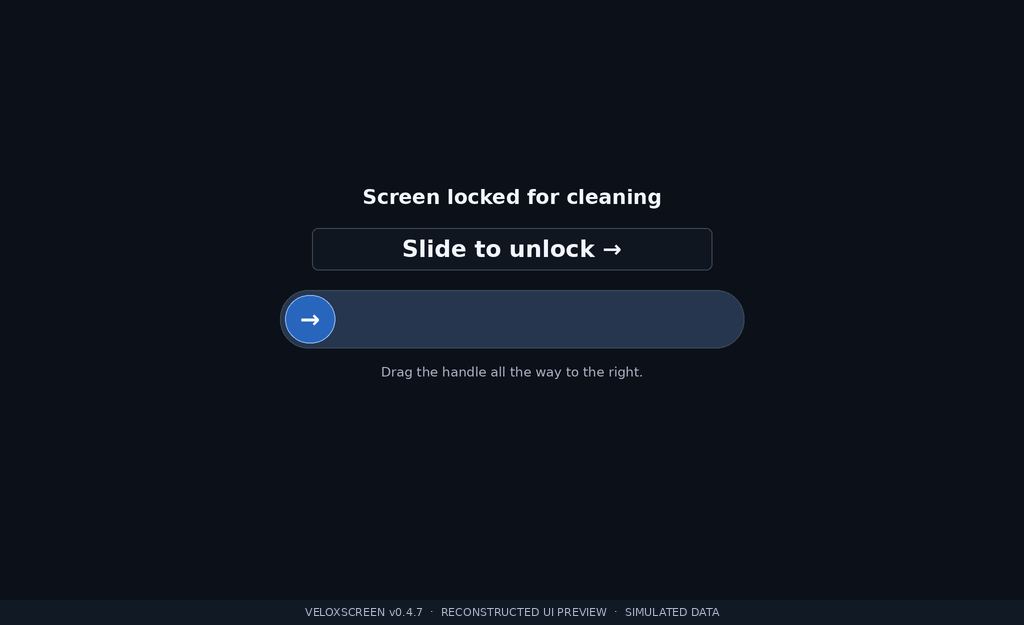 Screen locked for cleaning
Slide to unlock →
→
Drag the handle all the way to the right.
VELOXSCREEN v0.4.7 · RECONSTRUCTED UI PREVIEW · SIMULATED DATA